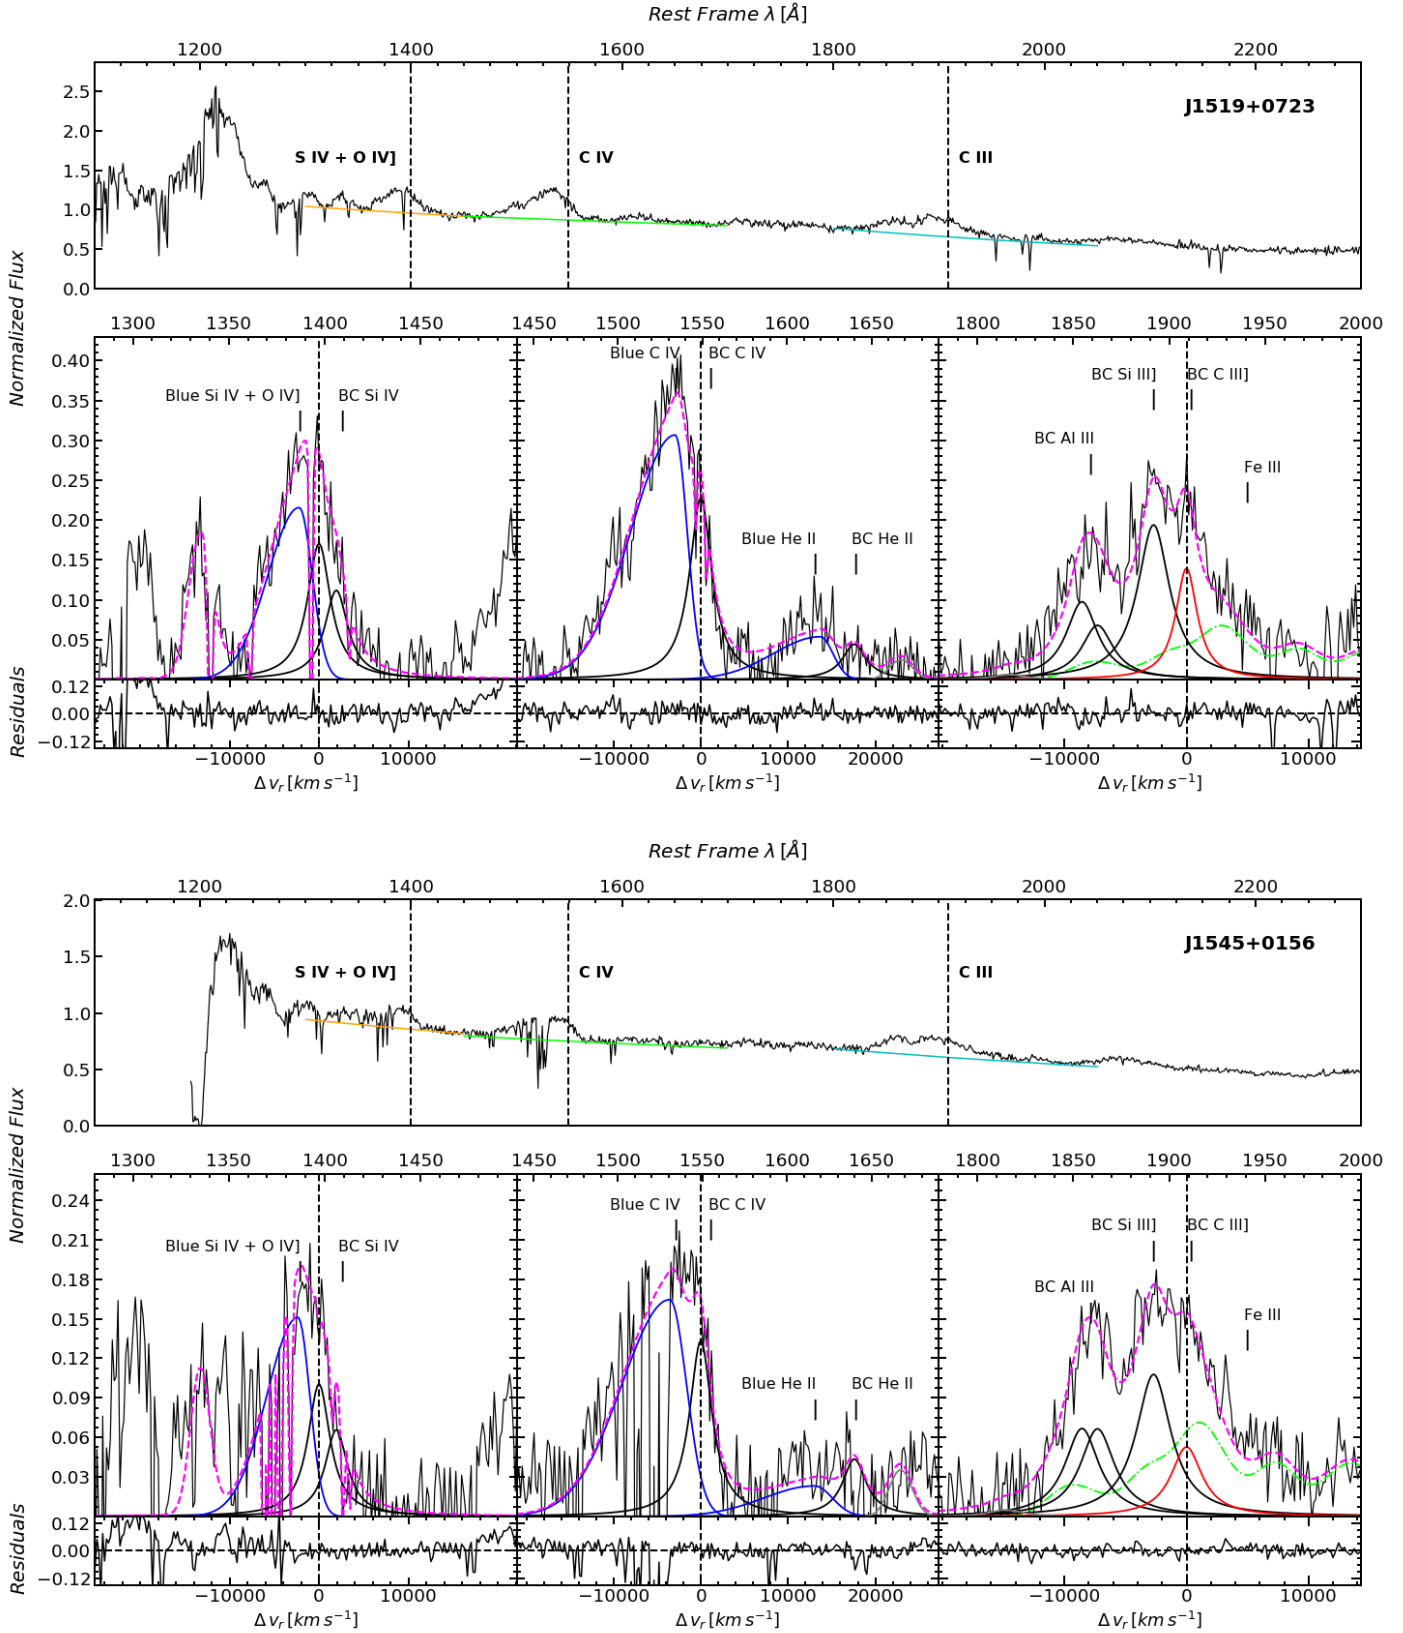 Rest Frame λ [Å]
1200 1400 1600 1800 2000 2200
J1519+0723
S IV + O IV] C IV C III
2.5
2.0
1.5
1.0
0.5
0.0
Normalized Flux
1300 1350 1400 1450 1450 1500 1550 1600 1650 1800 1850 1900 1950 2000
Blue C IV BC C IV
BC Si III] BC C III]
Blue Si IV + O IV] BC Si IV
BC Al III
Fe III
Blue He II BC He II
0.40
0.35
0.30
0.25
0.20
0.15
0.10
0.05
Residuals
0.12
0.00
−0.12
−10000 0 10000 −10000 0 10000 20000 −10000 0 10000
Δ vr [km s−1] Δ vr [km s−1] Δ vr [km s−1]
Rest Frame λ [Å]
1200 1400 1600 1800 2000 2200
J1545+0156
S IV + O IV] C IV C III
2.0
1.5
1.0
0.5
0.0
Normalized Flux
1300 1350 1400 1450 1450 1500 1550 1600 1650 1800 1850 1900 1950 2000
Blue C IV BC C IV
BC Si III] BC C III]
Blue Si IV + O IV] BC Si IV
BC Al III
Fe III
Blue He II BC He II
0.24
0.21
0.18
0.15
0.12
0.09
0.06
0.03
Residuals
0.12
0.00
−0.12
−10000 0 10000 −10000 0 10000 20000 −10000 0 10000
Δ vr [km s−1] Δ vr [km s−1] Δ vr [km s−1]